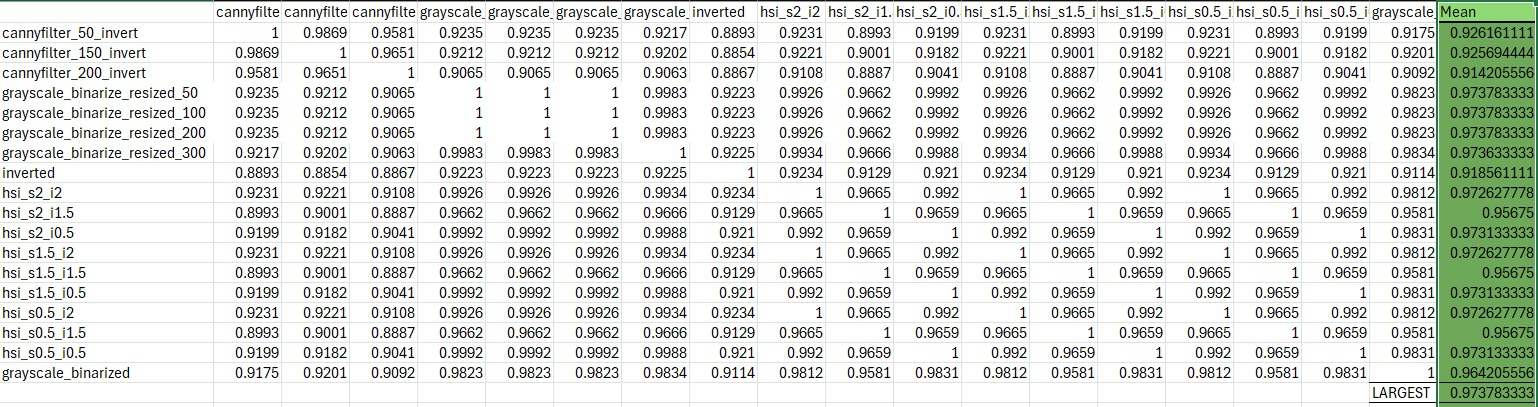 cannyfilte cannyfilte cannyfilte grayscale_ grayscale_ grayscale_ grayscale_ inverted hsi_s2_i2 hsi_s2_i1. hsi_s2_i0. hsi_s1.5_i hsi_s1.5_i hsi_s1.5_i hsi_s0.5_i hsi_s0.5_i hsi_s0.5_i grayscale_ Mean
cannyfilter_50_invert 1 0.9869 0.9581 0.9235 0.9235 0.9235 0.9217 0.8893 0.9231 0.8993 0.9199 0.9231 0.8993 0.9199 0.9231 0.8993 0.9199 0.9175 0.926161111
cannyfilter_150_invert 0.9869 1 0.9651 0.9212 0.9212 0.9212 0.9202 0.8854 0.9221 0.9001 0.9182 0.9221 0.9001 0.9182 0.9221 0.9001 0.9182 0.9201 0.925694444
cannyfilter_200_invert 0.9581 0.9651 1 0.9065 0.9065 0.9065 0.9063 0.8867 0.9108 0.8887 0.9041 0.9108 0.8887 0.9041 0.9108 0.8887 0.9041 0.9092 0.914205556
grayscale_binarize_resized_50 0.9235 0.9212 0.9065 1 1 1 0.9983 0.9223 0.9926 0.9662 0.9992 0.9926 0.9662 0.9992 0.9926 0.9662 0.9992 0.9823 0.973783333
grayscale_binarize_resized_100 0.9235 0.9212 0.9065 1 1 1 0.9983 0.9223 0.9926 0.9662 0.9992 0.9926 0.9662 0.9992 0.9926 0.9662 0.9992 0.9823 0.973783333
grayscale_binarize_resized_200 0.9235 0.9212 0.9065 1 1 1 0.9983 0.9223 0.9926 0.9662 0.9992 0.9926 0.9662 0.9992 0.9926 0.9662 0.9992 0.9823 0.973783333
grayscale_binarize_resized_300 0.9217 0.9202 0.9063 0.9983 0.9983 0.9983 1 0.9225 0.9934 0.9666 0.9988 0.9934 0.9666 0.9988 0.9934 0.9666 0.9988 0.9834 0.973633333
inverted 0.8893 0.8854 0.8867 0.9223 0.9223 0.9223 0.9225 1 0.9234 0.9129 0.921 0.9234 0.9129 0.921 0.9234 0.9129 0.921 0.9114 0.918561111
hsi_s2_i2 0.9231 0.9221 0.9108 0.9926 0.9926 0.9926 0.9934 0.9234 1 0.9665 0.992 1 0.9665 0.992 1 0.9665 0.992 0.9812 0.972627778
hsi_s2_i1.5 0.8993 0.9001 0.8887 0.9662 0.9662 0.9662 0.9666 0.9129 0.9665 1 0.9659 0.9665 1 0.9659 0.9665 1 0.9659 0.9581 0.95675
hsi_s2_i0.5 0.9199 0.9182 0.9041 0.9992 0.9992 0.9992 0.9988 0.921 0.992 0.9659 1 0.992 0.9659 1 0.992 0.9659 1 0.9831 0.973133333
hsi_s1.5_i2 0.9231 0.9221 0.9108 0.9926 0.9926 0.9926 0.9934 0.9234 1 0.9665 0.992 1 0.9665 0.992 1 0.9665 0.992 0.9812 0.972627778
hsi_s1.5_i1.5 0.8993 0.9001 0.8887 0.9662 0.9662 0.9662 0.9666 0.9129 0.9665 1 0.9659 0.9665 1 0.9659 0.9665 1 0.9659 0.9581 0.95675
hsi_s1.5_i0.5 0.9199 0.9182 0.9041 0.9992 0.9992 0.9992 0.9988 0.921 0.992 0.9659 1 0.992 0.9659 1 0.992 0.9659 1 0.9831 0.973133333
hsi_s0.5_i2 0.9231 0.9221 0.9108 0.9926 0.9926 0.9926 0.9934 0.9234 1 0.9665 0.992 1 0.9665 0.992 1 0.9665 0.992 0.9812 0.972627778
hsi_s0.5_i1.5 0.8993 0.9001 0.8887 0.9662 0.9662 0.9662 0.9666 0.9129 0.9665 1 0.9659 0.9665 1 0.9659 0.9665 1 0.9659 0.9581 0.95675
hsi_s0.5_i0.5 0.9199 0.9182 0.9041 0.9992 0.9992 0.9992 0.9988 0.921 0.992 0.9659 1 0.992 0.9659 1 0.992 0.9659 1 0.9831 0.973133333
grayscale_binarized 0.9175 0.9201 0.9092 0.9823 0.9823 0.9823 0.9834 0.9114 0.9812 0.9581 0.9831 0.9812 0.9581 0.9831 0.9812 0.9581 0.9831 1 0.964205556
LARGEST 0.973783333